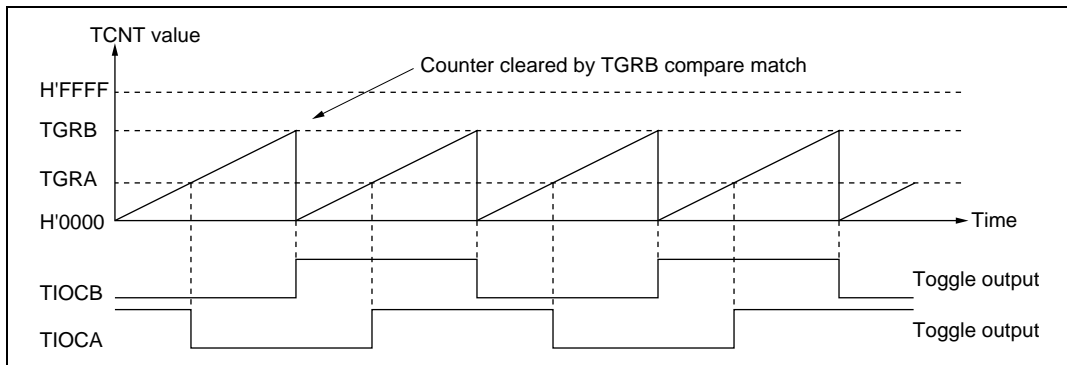 TCNT value
Counter cleared by TGRB compare match
H'FFFF
TGRB
TGRA
H'0000
Time
TIOCB
Toggle output
TIOCA
Toggle output